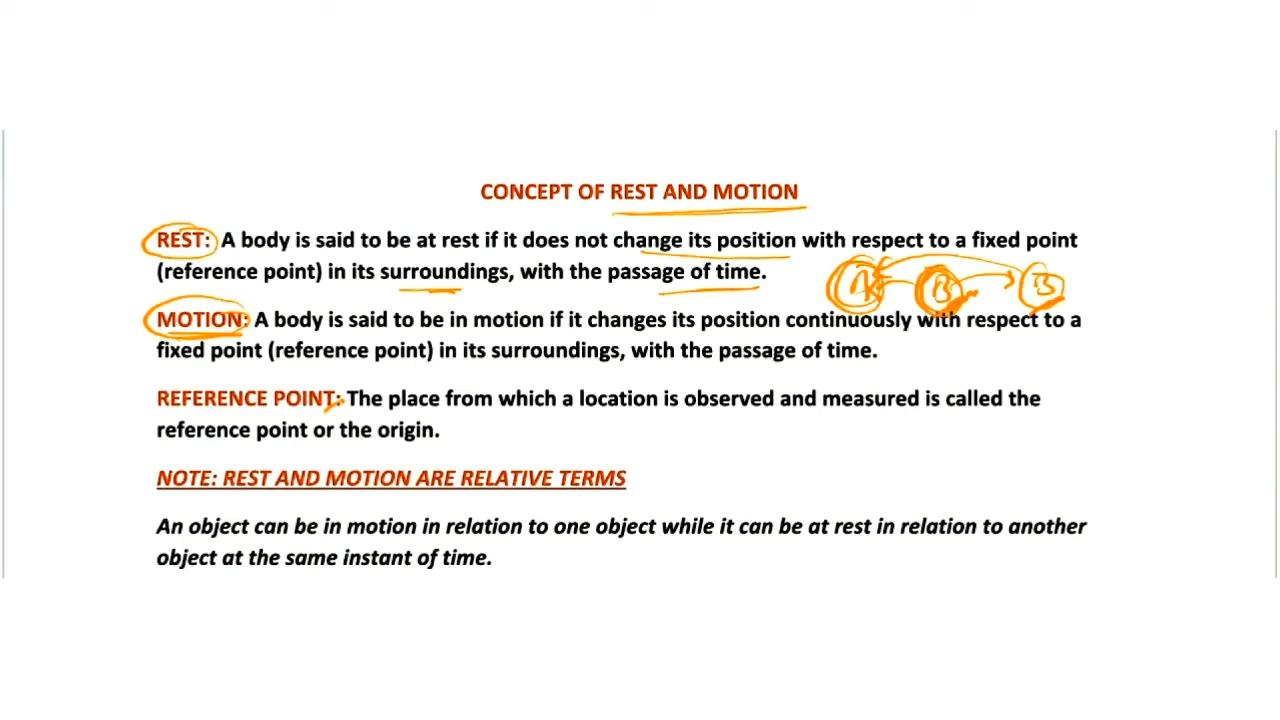 CONCEPT OF REST AND MOTION
REST: A body is said to be at rest if it does not change its position with respect to a fixed point
(reference point) in its surroundings, with the passage of time.
A B B
MOTION: A body is said to be in motion if it changes its position continuously with respect to a
fixed point (reference point) in its surroundings, with the passage of time.
REFERENCE POINT: The place from which a location is observed and measured is called the
reference point or the origin.
NOTE: REST AND MOTION ARE RELATIVE TERMS
An object can be in motion in relation to one object while it can be at rest in relation to another
object at the same instant of time.